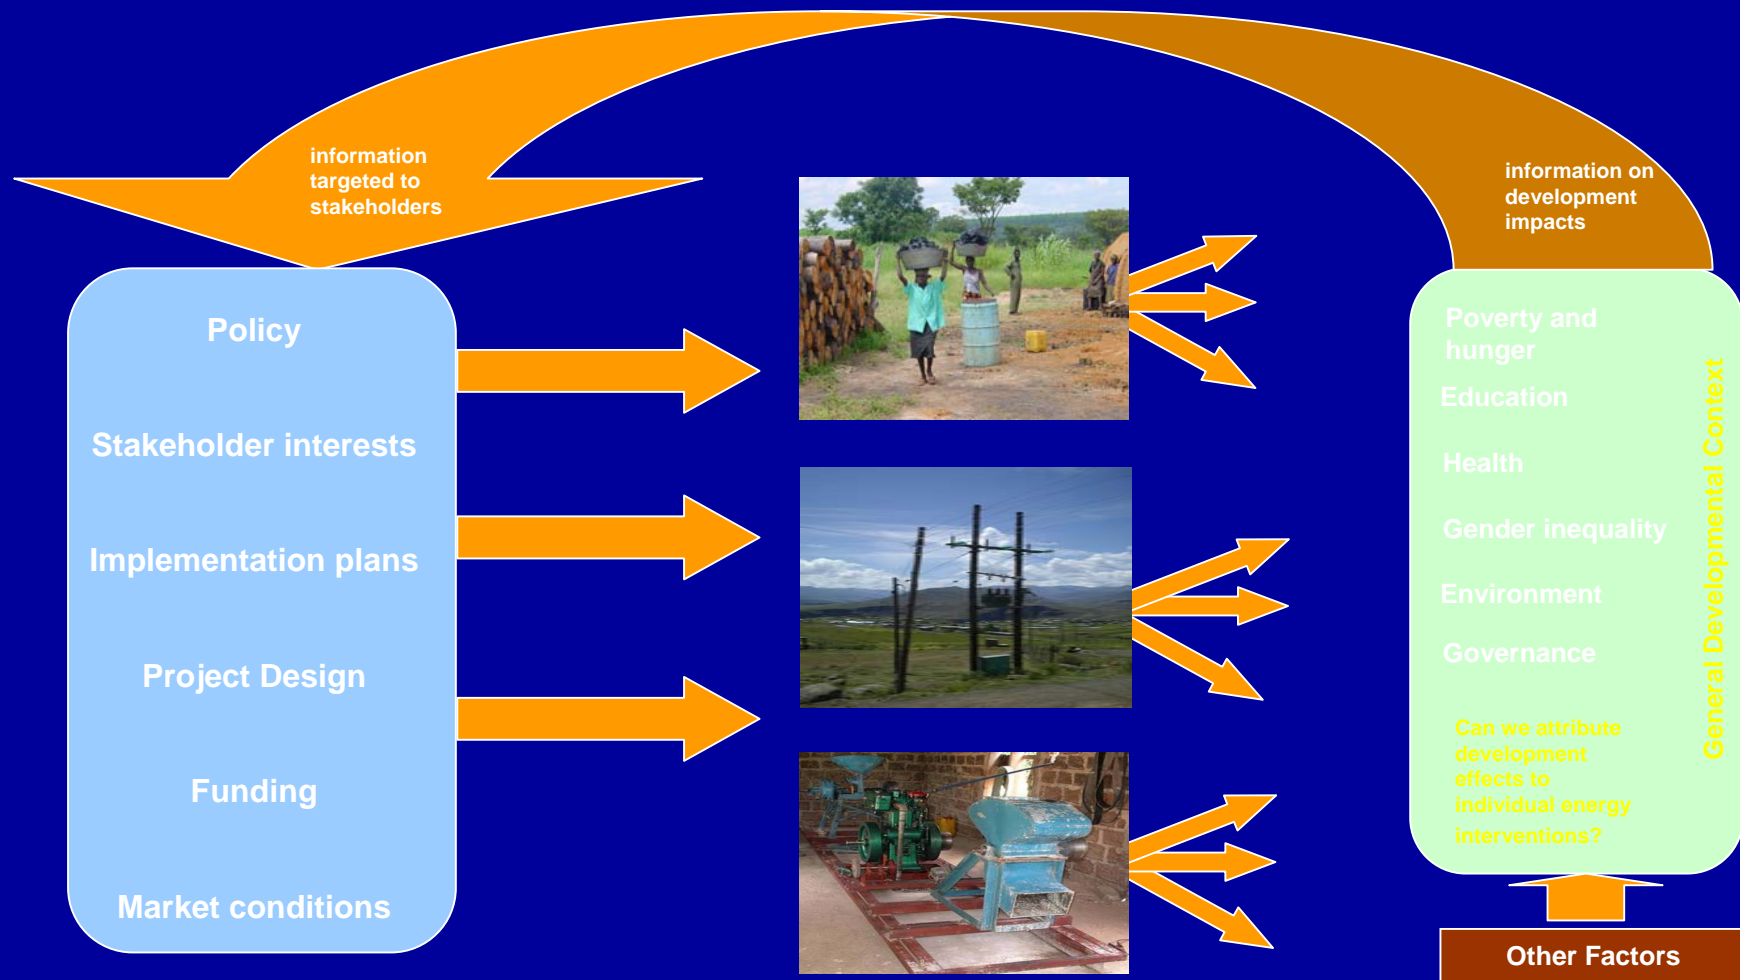 information
targeted to
stakeholders
information on
development
impacts
Policy
Stakeholder interests
Implementation plans
Project Design
Funding
Market conditions
Poverty and
hunger
Education
Health
Gender inequality
Environment
Governance
General Developmental Context
Can we attribute
development
effects to
individual energy
interventions?
Other Factors